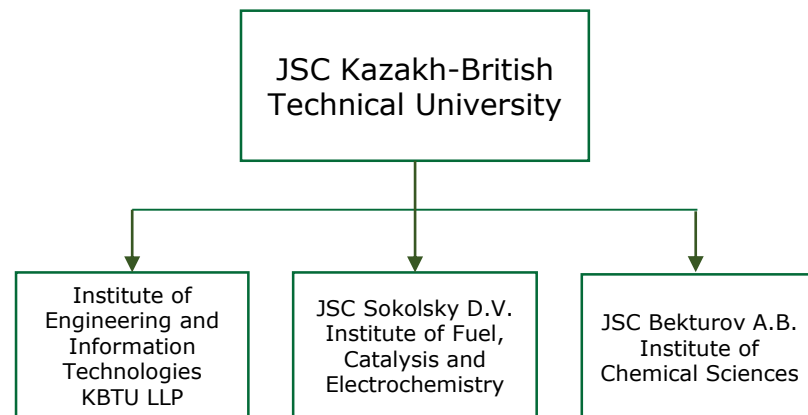 JSC Kazakh-British
Technical University
Institute of
Engineering and
Information
Technologies
KBTU LLP
JSC Sokolsky D.V.
Institute of Fuel,
Catalysis and
Electrochemistry
JSC Bekturov A.B.
Institute of
Chemical Sciences